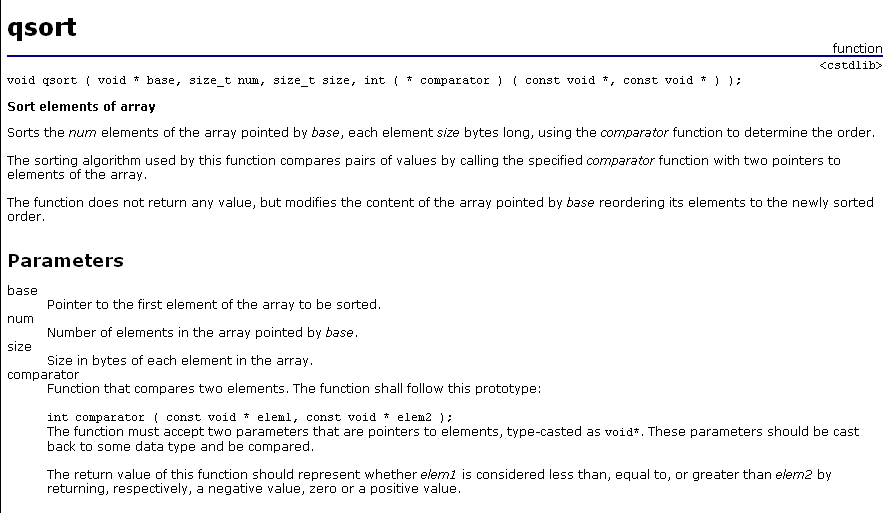 qsort
function
<cstdlib>
void qsort ( void * base, size_t num, size_t size, int ( * comparator ) ( const void *, const void * ) );
Sort elements of array
Sorts the num elements of the array pointed by base, each element size bytes long, using the comparator function to determine the order.
The sorting algorithm used by this function compares pairs of values by calling the specified comparator function with two pointers to
elements of the array.
The function does not return any value, but modifies the content of the array pointed by base reordering its elements to the newly sorted
order.
Parameters
base
Pointer to the first element of the array to be sorted.
num
Number of elements in the array pointed by base.
size
Size in bytes of each element in the array.
comparator
Function that compares two elements. The function shall follow this prototype:
int comparator ( const void * elem1, const void * elem2 );
The function must accept two parameters that are pointers to elements, type-casted as void*. These parameters should be cast
back to some data type and be compared.
The return value of this function should represent whether elem1 is considered less than, equal to, or greater than elem2 by
returning, respectively, a negative value, zero or a positive value.